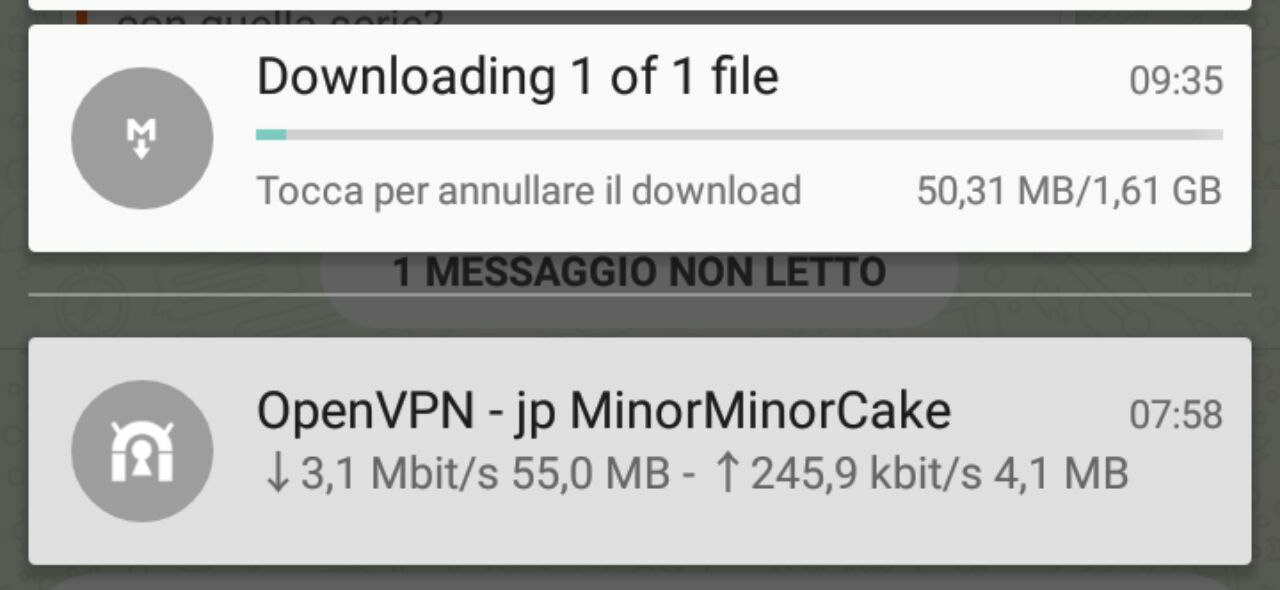 con quella serie?
Downloading 1 of 1 file 09:35
Tocca per annullare il download 50,31 MB/1,61 GB
1 MESSAGGIO NON LETTO
OpenVPN - jp MinorMinorCake 07:58
↓3,1 Mbit/s 55,0 MB - ↑245,9 kbit/s 4,1 MB